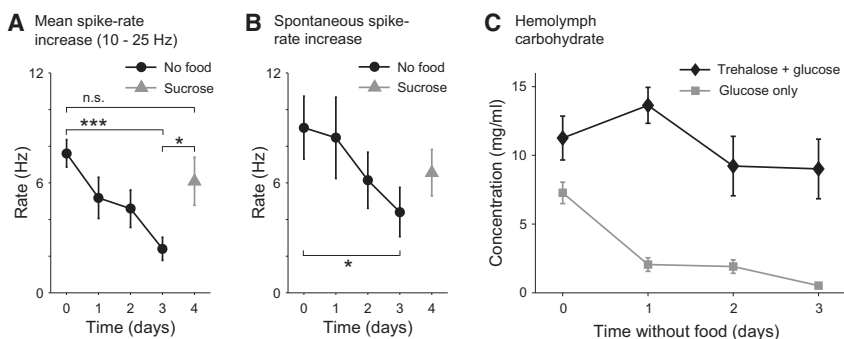 A Mean spike-rate
increase (10 - 25 Hz)
No food
Sucrose
n.s.
***
*
12
6
0
Rate (Hz)
0 1 2 3 4
Time (days)
B Spontaneous spike-
rate increase
No food
Sucrose
*
12
6
0
Rate (Hz)
0 1 2 3 4
Time (days)
C Hemolymph
carbohydrate
Trehalose + glucose
Glucose only
15
10
5
0
Concentration (mg/ml)
0 1 2 3
Time without food (days)